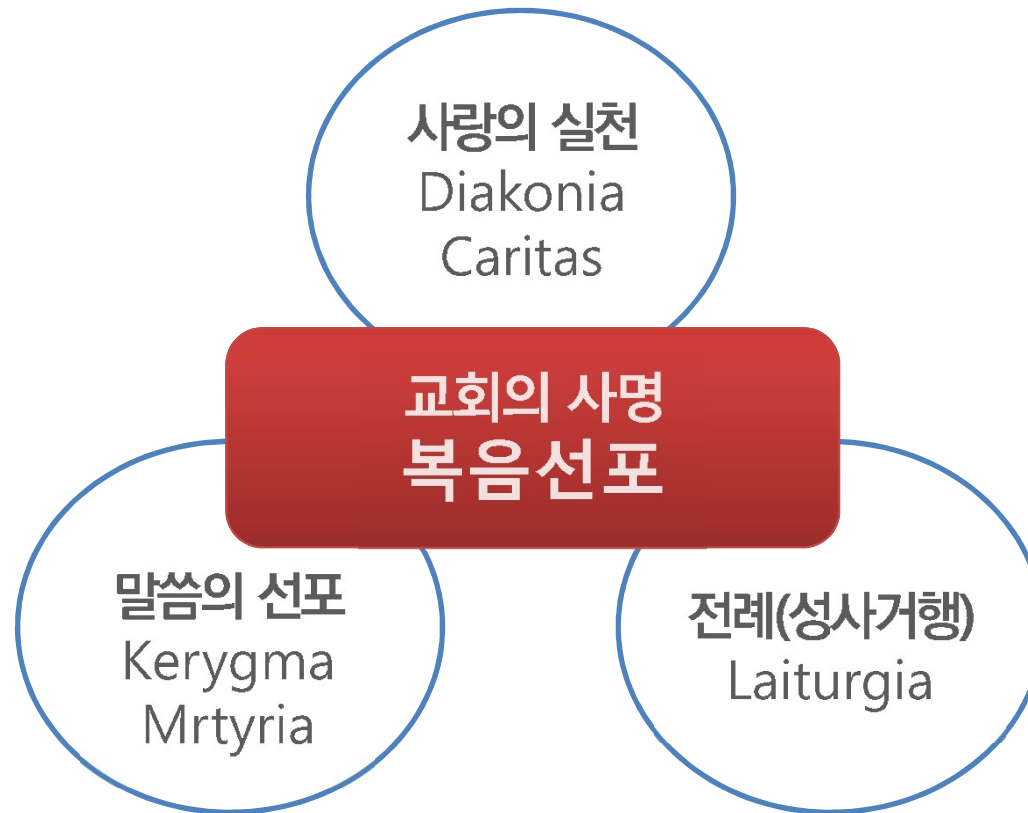 사랑의 실천
Diakonia
Caritas
교회의 사명
복음선포
말씀의 선포
Kerygma
Mrtyria
전례(성사거행)
Laiturgia